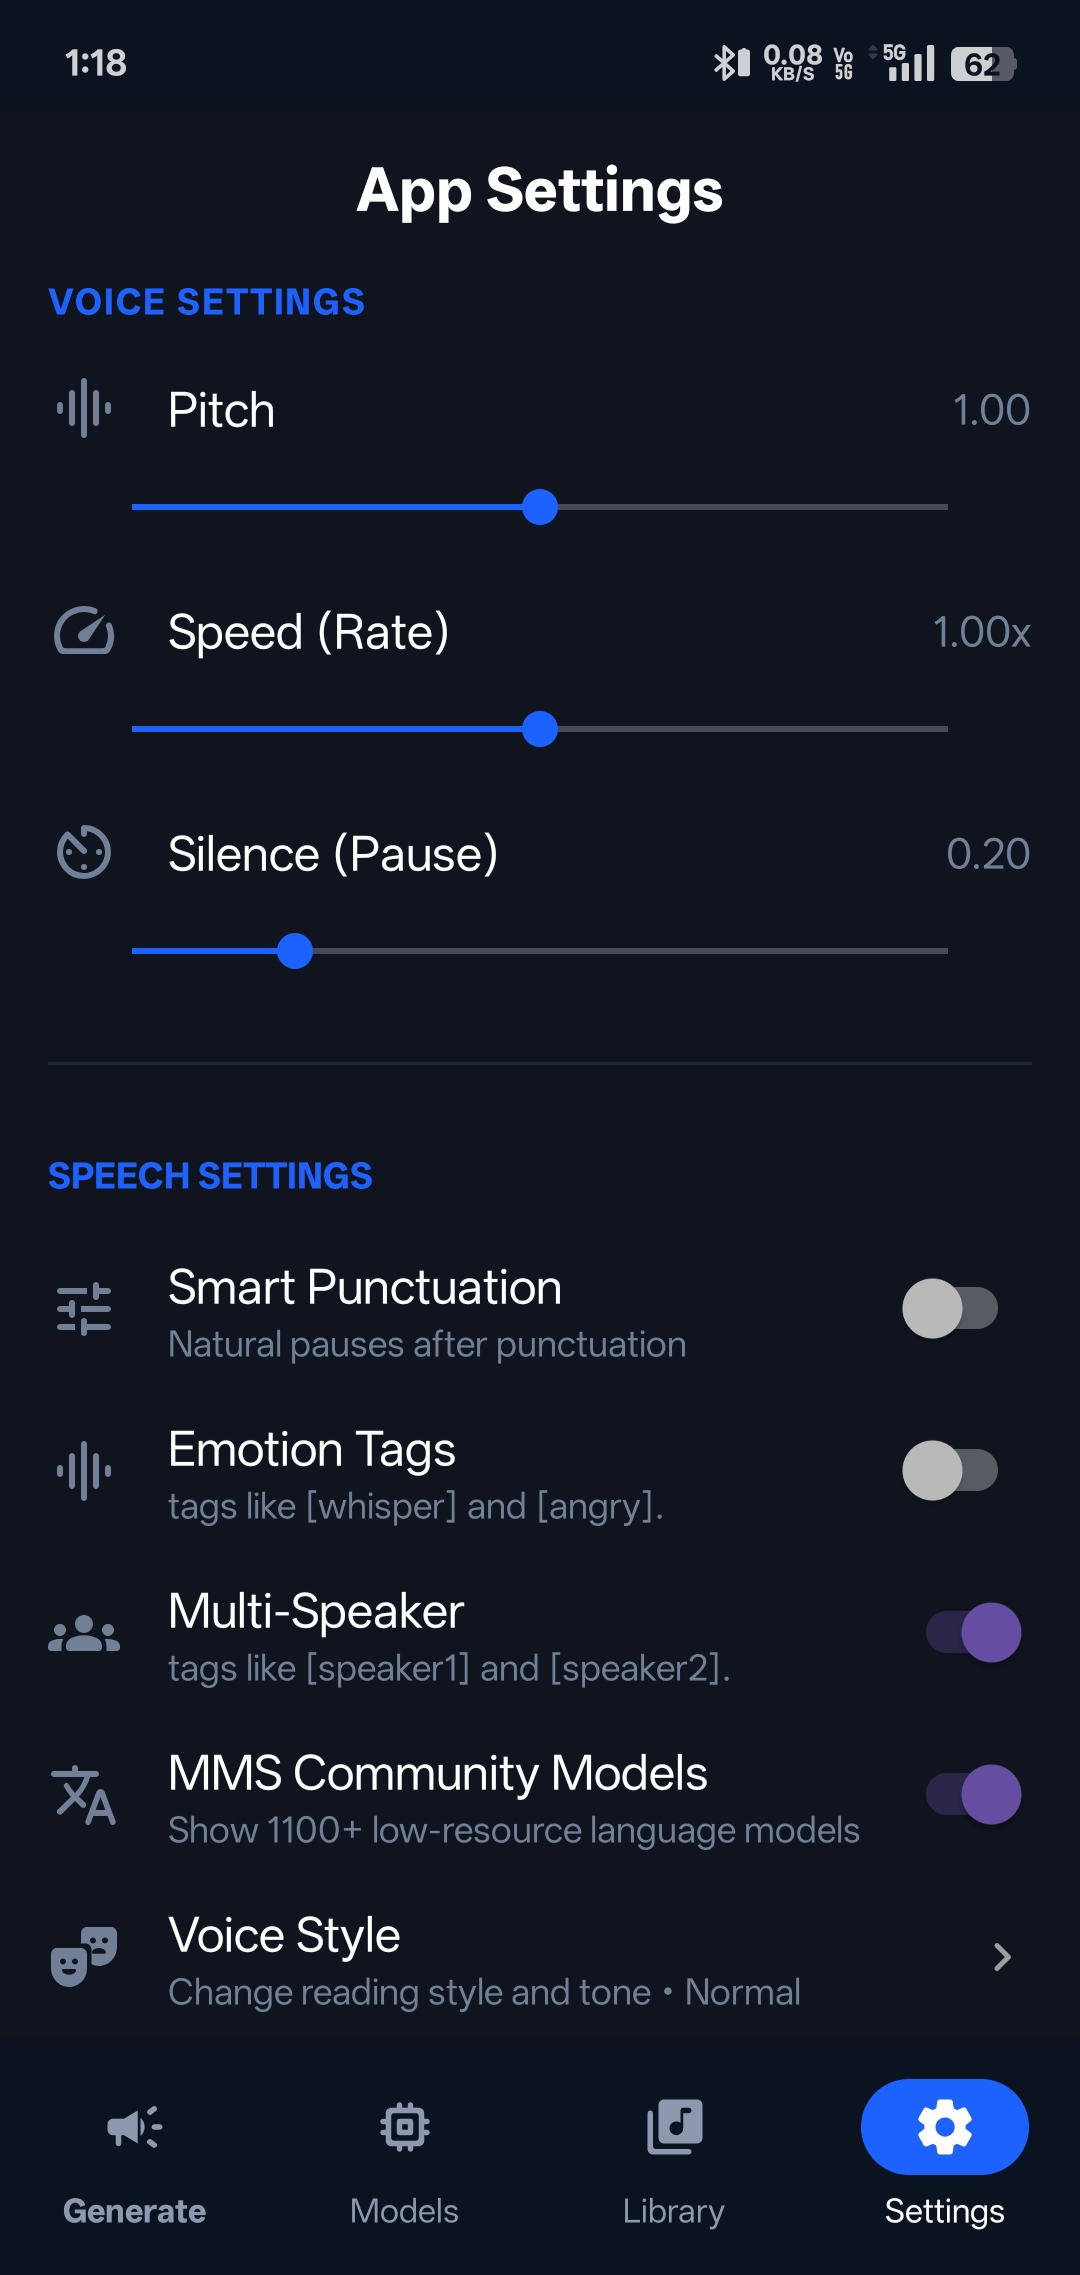 1:18
0.08 KB/S Vo 5G 5G 62
App Settings
VOICE SETTINGS
Pitch 1.00
Speed (Rate) 1.00x
Silence (Pause) 0.20
SPEECH SETTINGS
Smart Punctuation
Natural pauses after punctuation
Emotion Tags
tags like [whisper] and [angry].
Multi-Speaker
tags like [speaker1] and [speaker2].
MMS Community Models
Show 1100+ low-resource language models
Voice Style
Change reading style and tone • Normal
Generate Models Library Settings